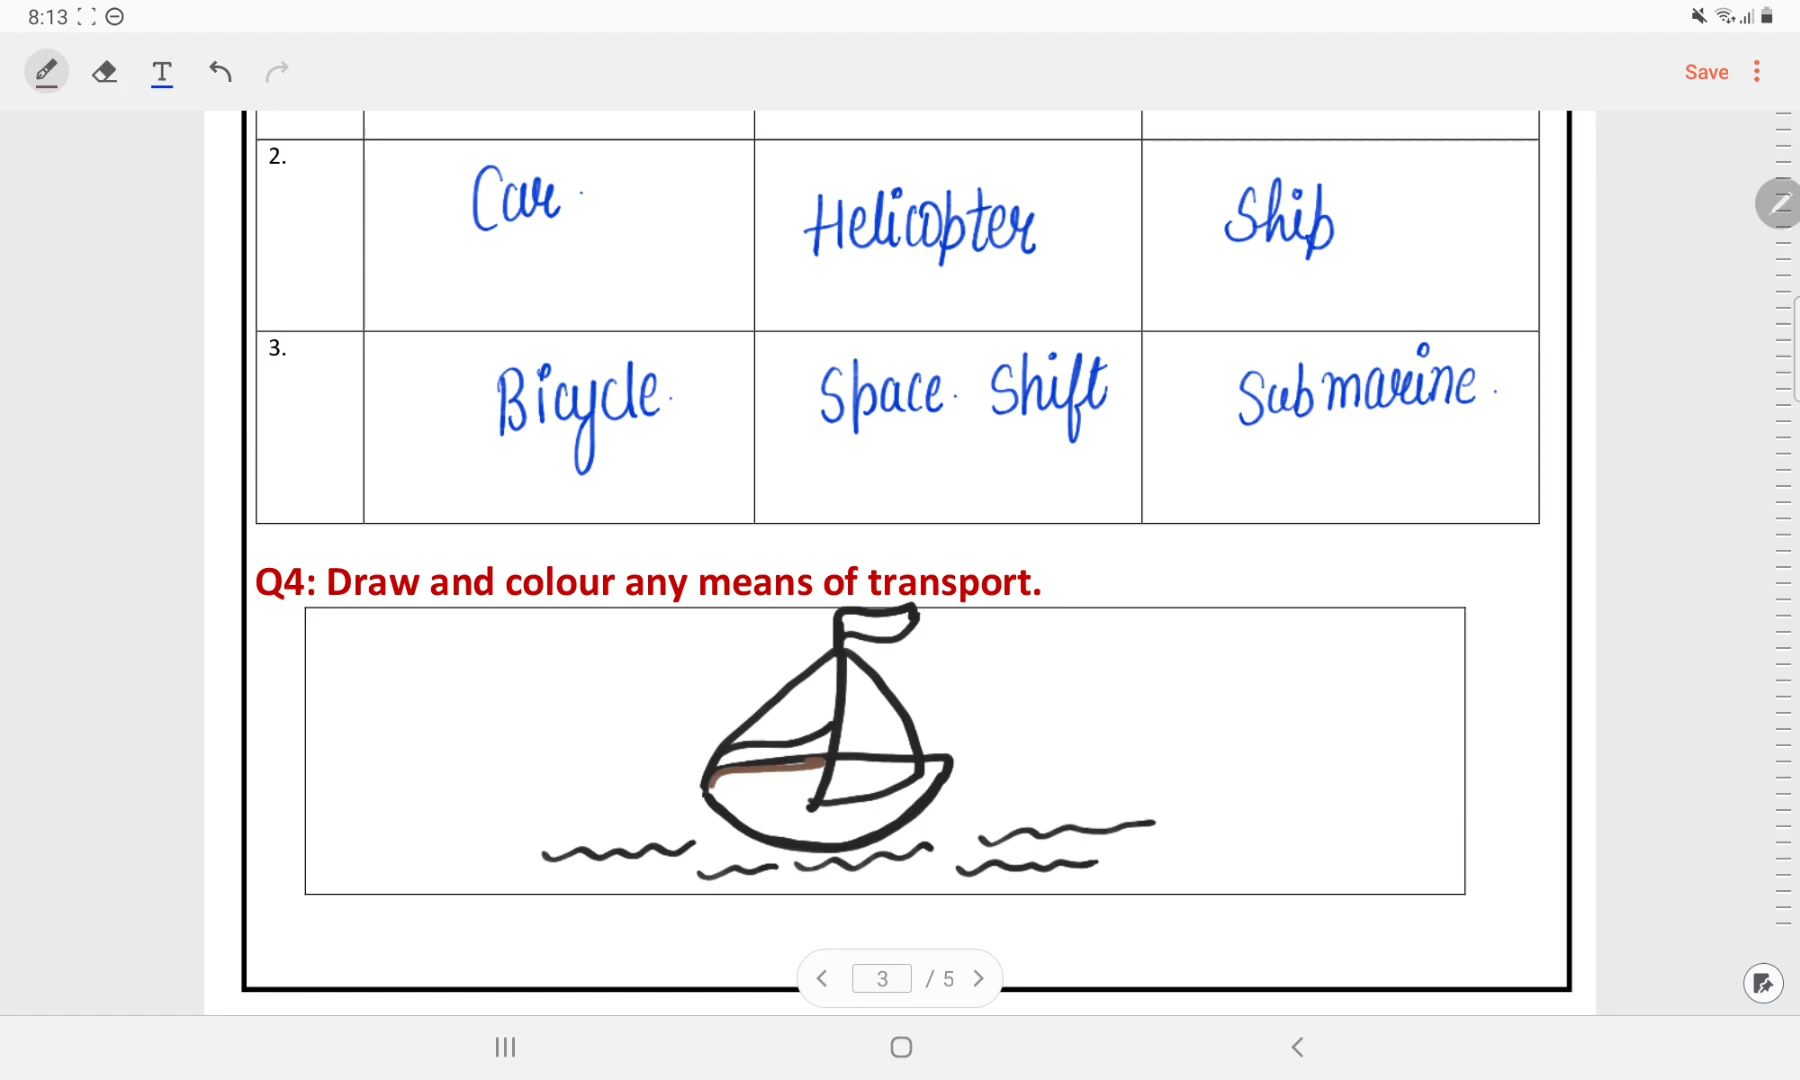 8:13
T Save
2. Car. Helicopter Ship
3. Bicycle. Space. Shift Submarine.
Q4: Draw and colour any means of transport.
3 / 5